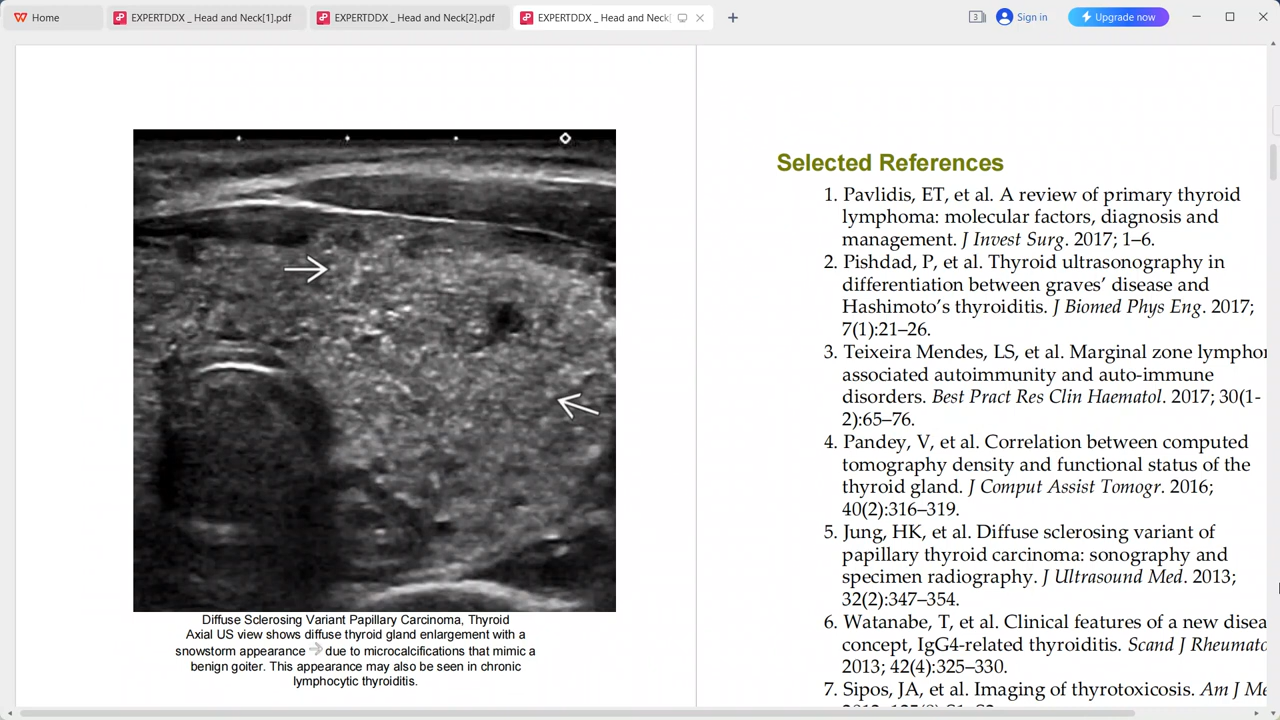 Home
EXPERTDDX _ Head and Neck[1].pdf
EXPERTDDX _ Head and Neck[2].pdf
EXPERTDDX _ Head and Neck
3
Sign in
Upgrade now
Diffuse Sclerosing Variant Papillary Carcinoma, Thyroid
Axial US view shows diffuse thyroid gland enlargement with a
snowstorm appearance due to microcalcifications that mimic a
benign goiter. This appearance may also be seen in chronic
lymphocytic thyroiditis.
Selected References
1. Pavlidis, ET, et al. A review of primary thyroid
lymphoma: molecular factors, diagnosis and
management. J Invest Surg. 2017; 1–6.
2. Pishdad, P, et al. Thyroid ultrasonography in
differentiation between graves’ disease and
Hashimoto’s thyroiditis. J Biomed Phys Eng. 2017;
7(1):21–26.
3. Teixeira Mendes, LS, et al. Marginal zone lympho
associated autoimmunity and auto-immune
disorders. Best Pract Res Clin Haematol. 2017; 30(1-
2):65–76.
4. Pandey, V, et al. Correlation between computed
tomography density and functional status of the
thyroid gland. J Comput Assist Tomogr. 2016;
40(2):316–319.
5. Jung, HK, et al. Diffuse sclerosing variant of
papillary thyroid carcinoma: sonography and
specimen radiography. J Ultrasound Med. 2013;
32(2):347–354.
6. Watanabe, T, et al. Clinical features of a new disea
concept, IgG4-related thyroiditis. Scand J Rheumato
2013; 42(4):325–330.
7. Sipos, JA, et al. Imaging of thyrotoxicosis. Am J Me